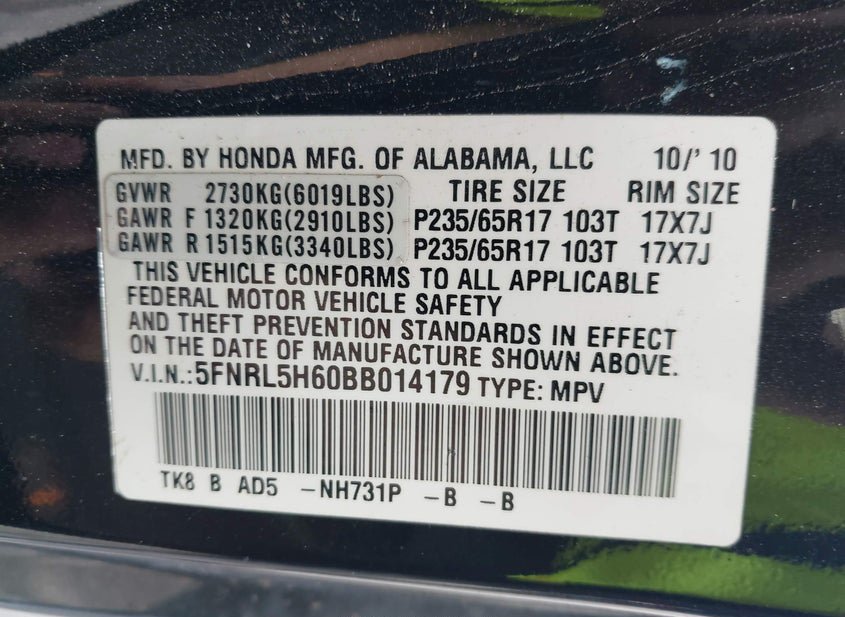 MFD. BY HONDA MFG. OF ALABAMA, LLC 10/'10
GVWR 2730KG(6019LBS) TIRE SIZE RIM SIZE
GAWR F 1320KG(2910LBS) P235/65R17 103T 17X7J
GAWR R 1515KG(3340LBS) P235/65R17 103T 17X7J
THIS VEHICLE CONFORMS TO ALL APPLICABLE
FEDERAL MOTOR VEHICLE SAFETY
AND THEFT PREVENTION STANDARDS IN EFFECT
ON THE DATE OF MANUFACTURE SHOWN ABOVE.
V.I.N.:5FNRL5H60BB014179 TYPE: MPV
TK8 B AD5 -NH731P -B -B